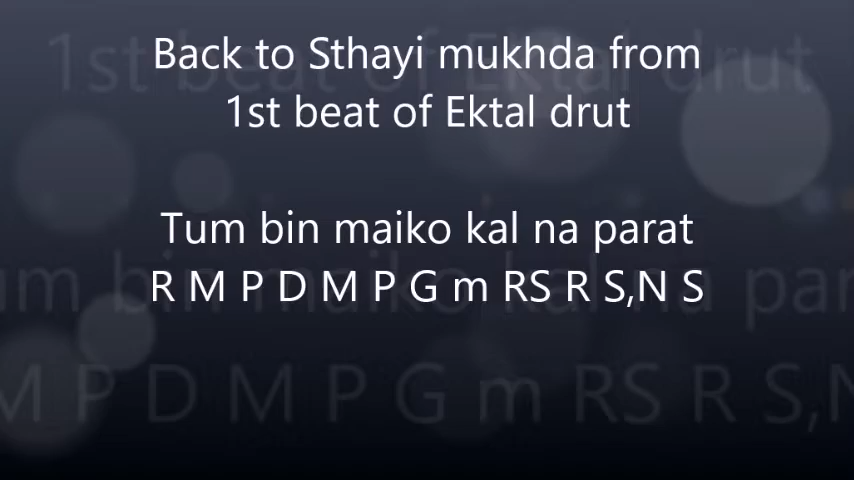 Back to Sthayi mukhda from
1st beat of Ektal drut
Tum bin maiko kal na parat
R M P D M P G m RS R S,N S